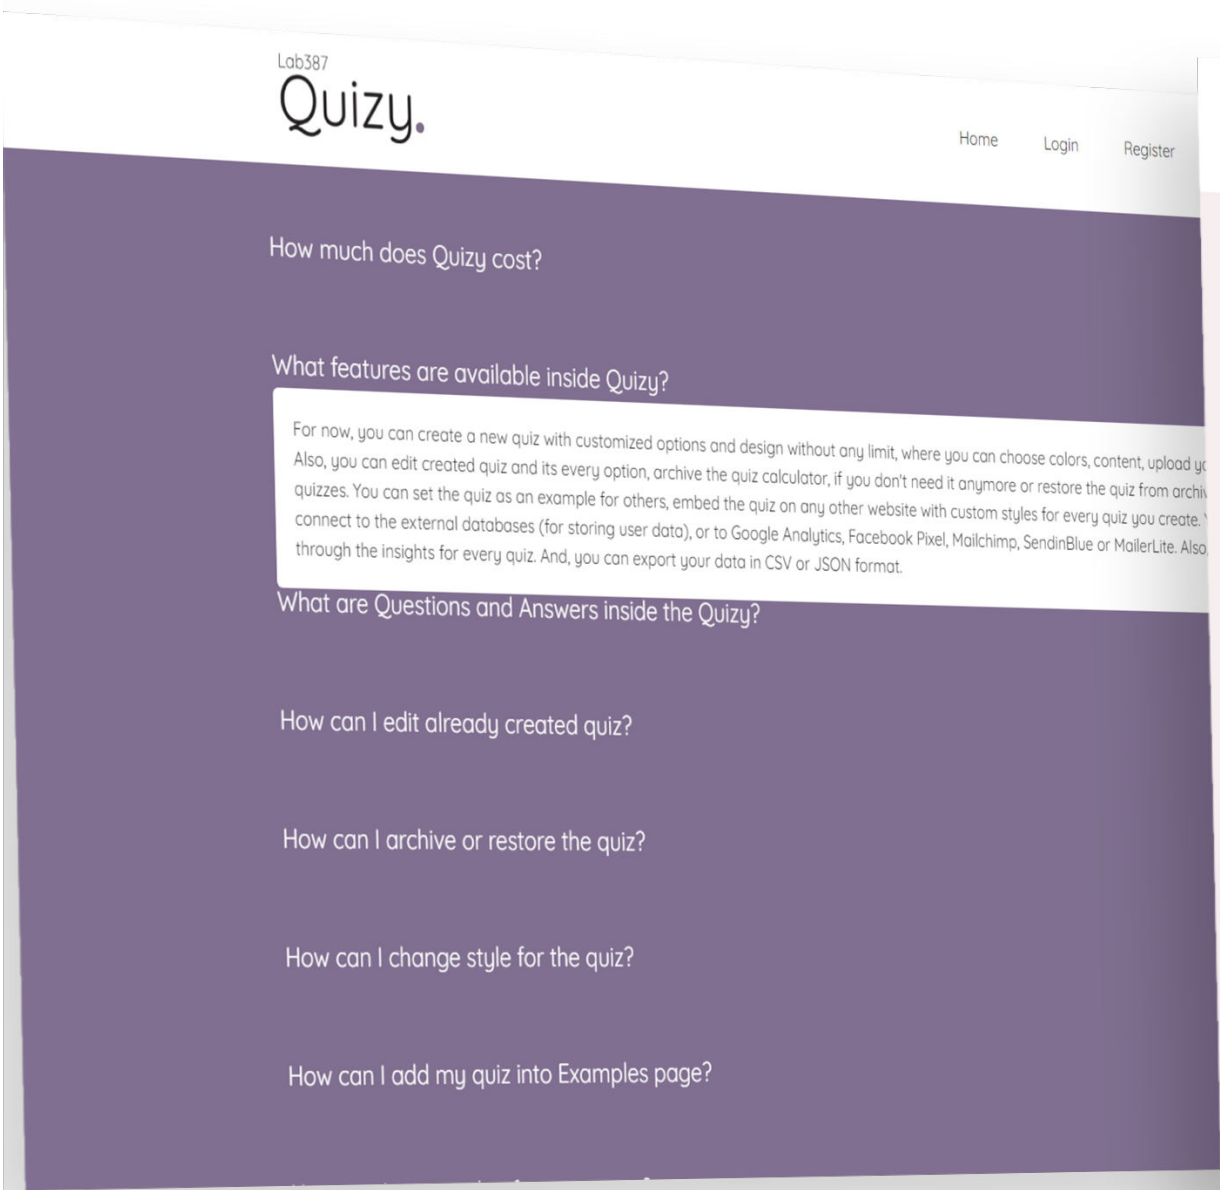 Lab387
Quizy.
Home Login Register
How much does Quizy cost?
What features are available inside Quizy?
For now, you can create a new quiz with customized options and design without any limit, where you can choose colors, content, upload
Also, you can edit created quiz and its every option, archive the quiz calculator, if you don't need it anymore or restore the quiz from
quizzes. You can set the quiz as an example for others, embed the quiz on any other website with custom styles for every quiz you create.
connect to the external databases (for storing user data), or to Google Analytics, Facebook Pixel, Mailchimp, SendinBlue or MailerLite. Also,
through the insights for every quiz. And, you can export your data in CSV or JSON format.
What are Questions and Answers inside the Quizy?
How can I edit already created quiz?
How can I archive or restore the quiz?
How can I change style for the quiz?
How can I add my quiz into Examples page?